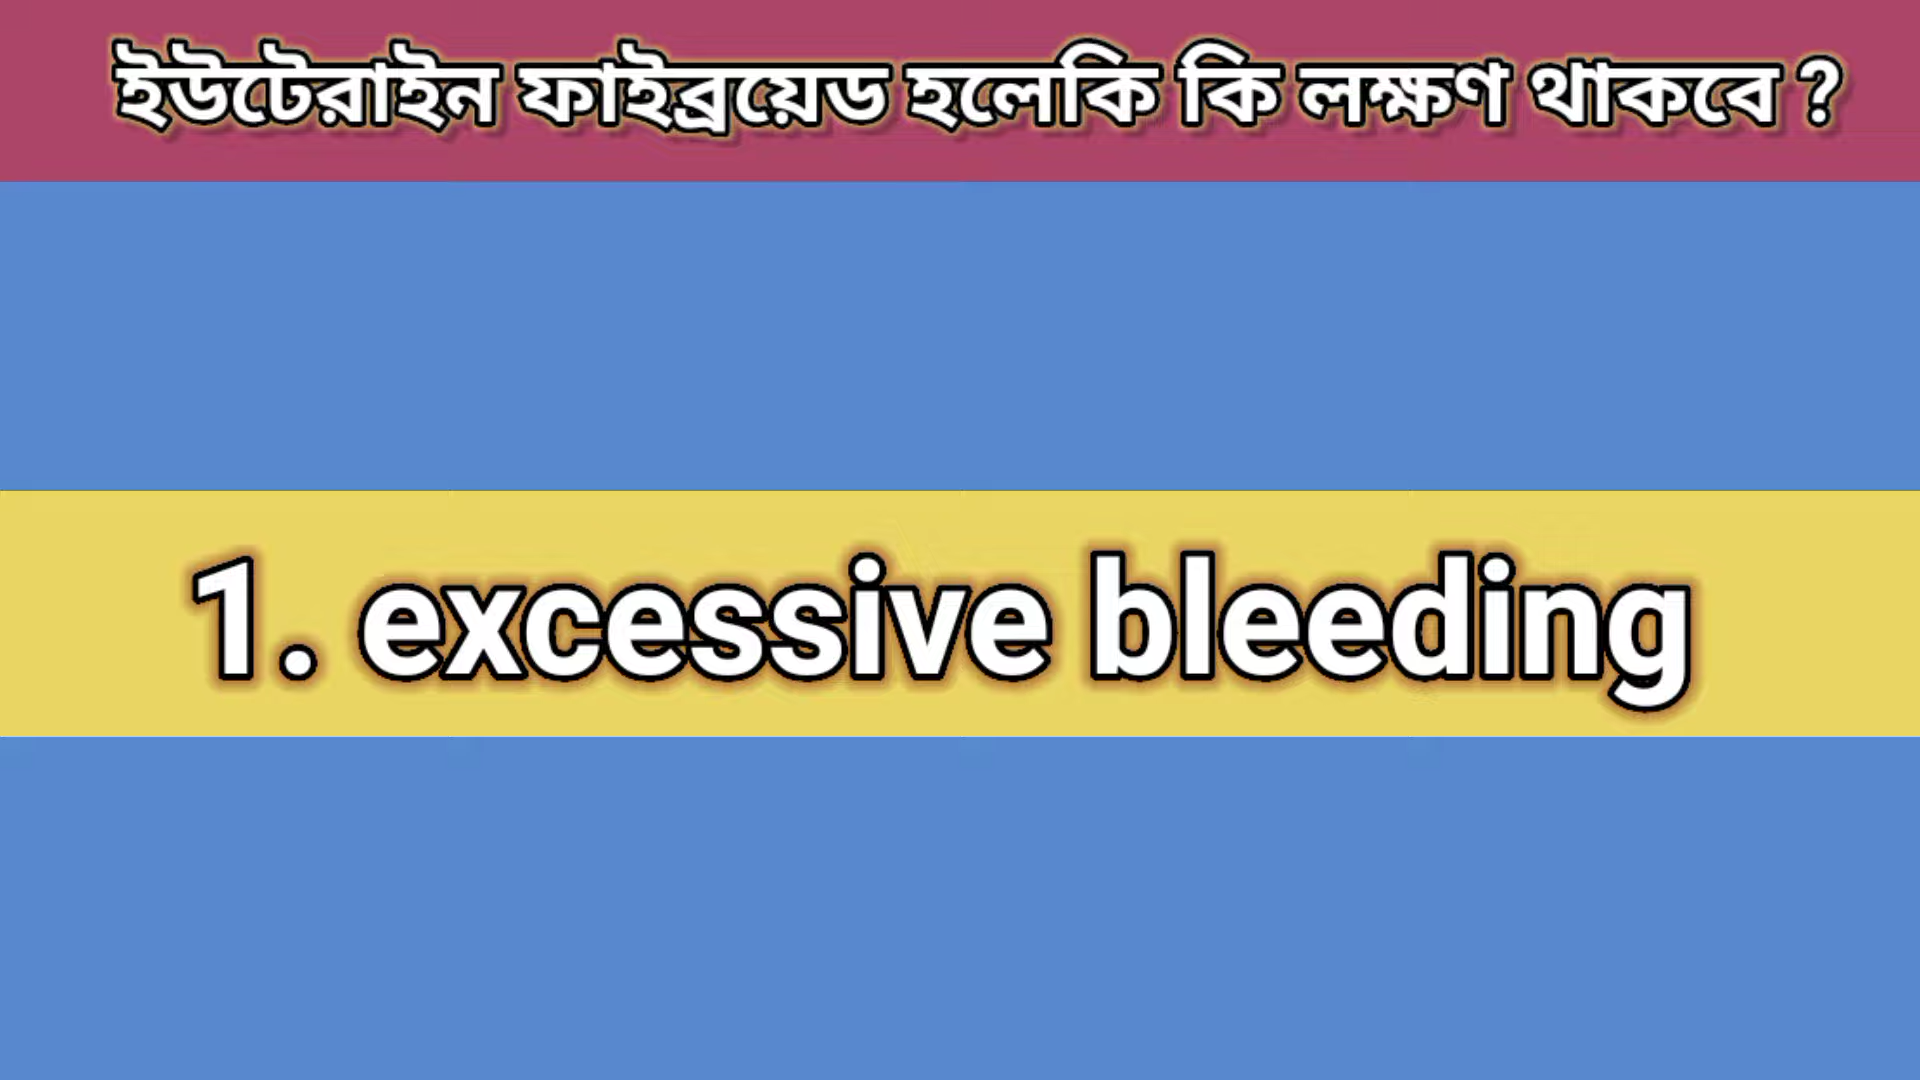 ইউটেরাইন ফাইব্রয়েড হলেকি কি লক্ষণ থাকবে ?
1. excessive bleeding